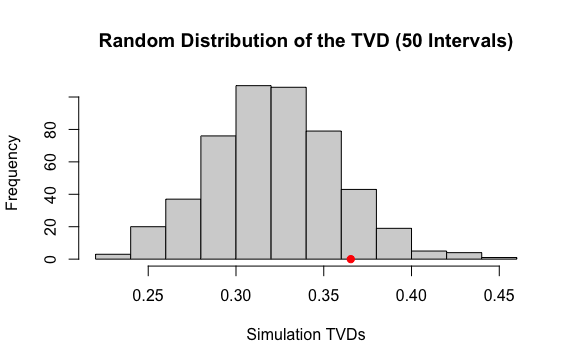 Random Distribution of the TVD (50 Intervals)
Frequency
80
60
40
20
0
0.25 0.30 0.35 0.40 0.45
Simulation TVDs